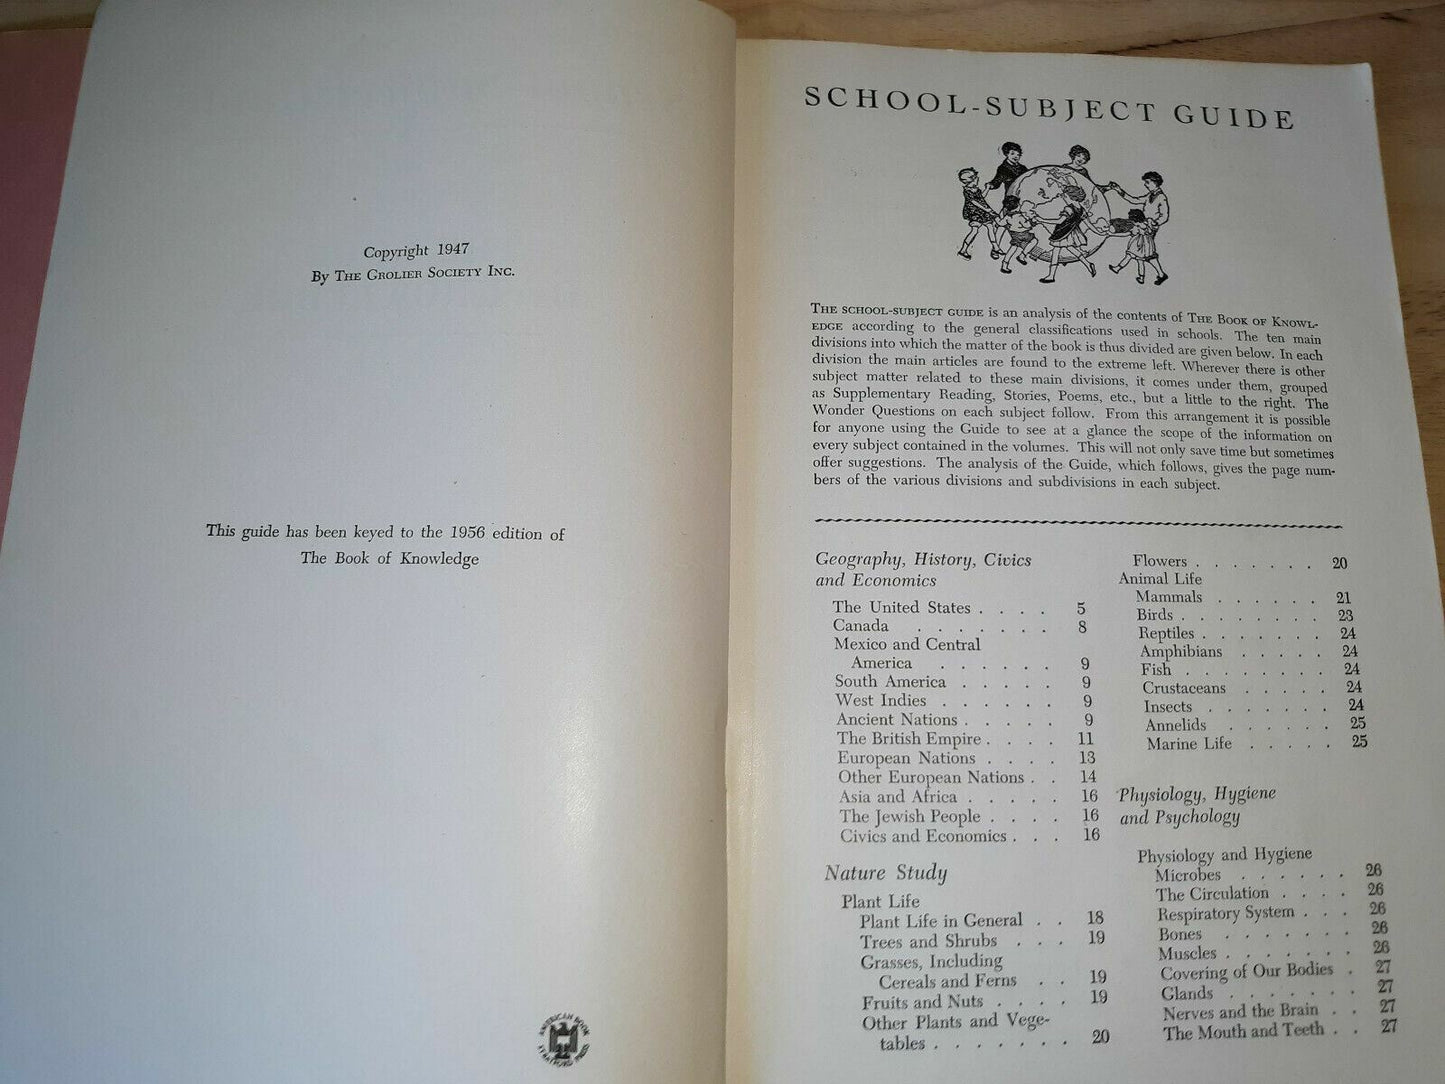 Copyright 1947
By THE GROLIER SOCIETY INC.
This guide has been keyed to the 1956 edition of
The Book of Knowledge
AMERICAN BOOK
STRATFORD PRESS
SCHOOL-SUBJECT GUIDE
THE SCHOOL-SUBJECT GUIDE is an analysis of the contents of THE BOOK OF KNOWL-
EDGE according to the general classifications used in schools. The ten main
divisions into which the matter of the book is thus divided are given below. In each
division the main articles are found to the extreme left. Wherever there is other
subject matter related to these main divisions, it comes under them, grouped
as Supplementary Reading, Stories, Poems, etc., but a little to the right. The
Wonder Questions on each subject follow. From this arrangement it is possible
for anyone using the Guide to see at a glance the scope of the information on
every subject contained in the volumes. This will not only save time but sometimes
offer suggestions. The analysis of the Guide, which follows, gives the page num-
bers of the various divisions and subdivisions in each subject.
Geography, History, Civics
and Economics
The United States . . . . 5
Canada . . . . . . . 8
Mexico and Central
America . . . . . . 9
South America . . . . . 9
West Indies . . . . . . 9
Ancient Nations . . . . . 9
The British Empire . . . . 11
European Nations . . . . 13
Other European Nations . . 14
Asia and Africa . . . . . 16
The Jewish People . . . . 16
Civics and Economics . . . 16
Nature Study
Plant Life
Plant Life in General . . 18
Trees and Shrubs . . . 19
Grasses, Including
Cereals and Ferns . . 19
Fruits and Nuts . . . . 19
Other Plants and Vege-
tables . . . . . . . 20
Flowers . . . . . . . 20
Animal Life
Mammals . . . . . . 21
Birds . . . . . . . . 23
Reptiles . . . . . . . 24
Amphibians . . . . . 24
Fish . . . . . . . . 24
Crustaceans . . . . . 24
Insects . . . . . . . 24
Annelids . . . . . . 25
Marine Life . . . . . 25
Physiology, Hygiene
and Psychology
Physiology and Hygiene
Microbes . . . . . . 26
The Circulation . . . . 26
Respiratory System . . . 26
Bones . . . . . . . 26
Muscles . . . . . . . 26
Covering of Our Bodies . 27
Glands . . . . . . . 27
Nerves and the Brain . . 27
The Mouth and Teeth . . 27